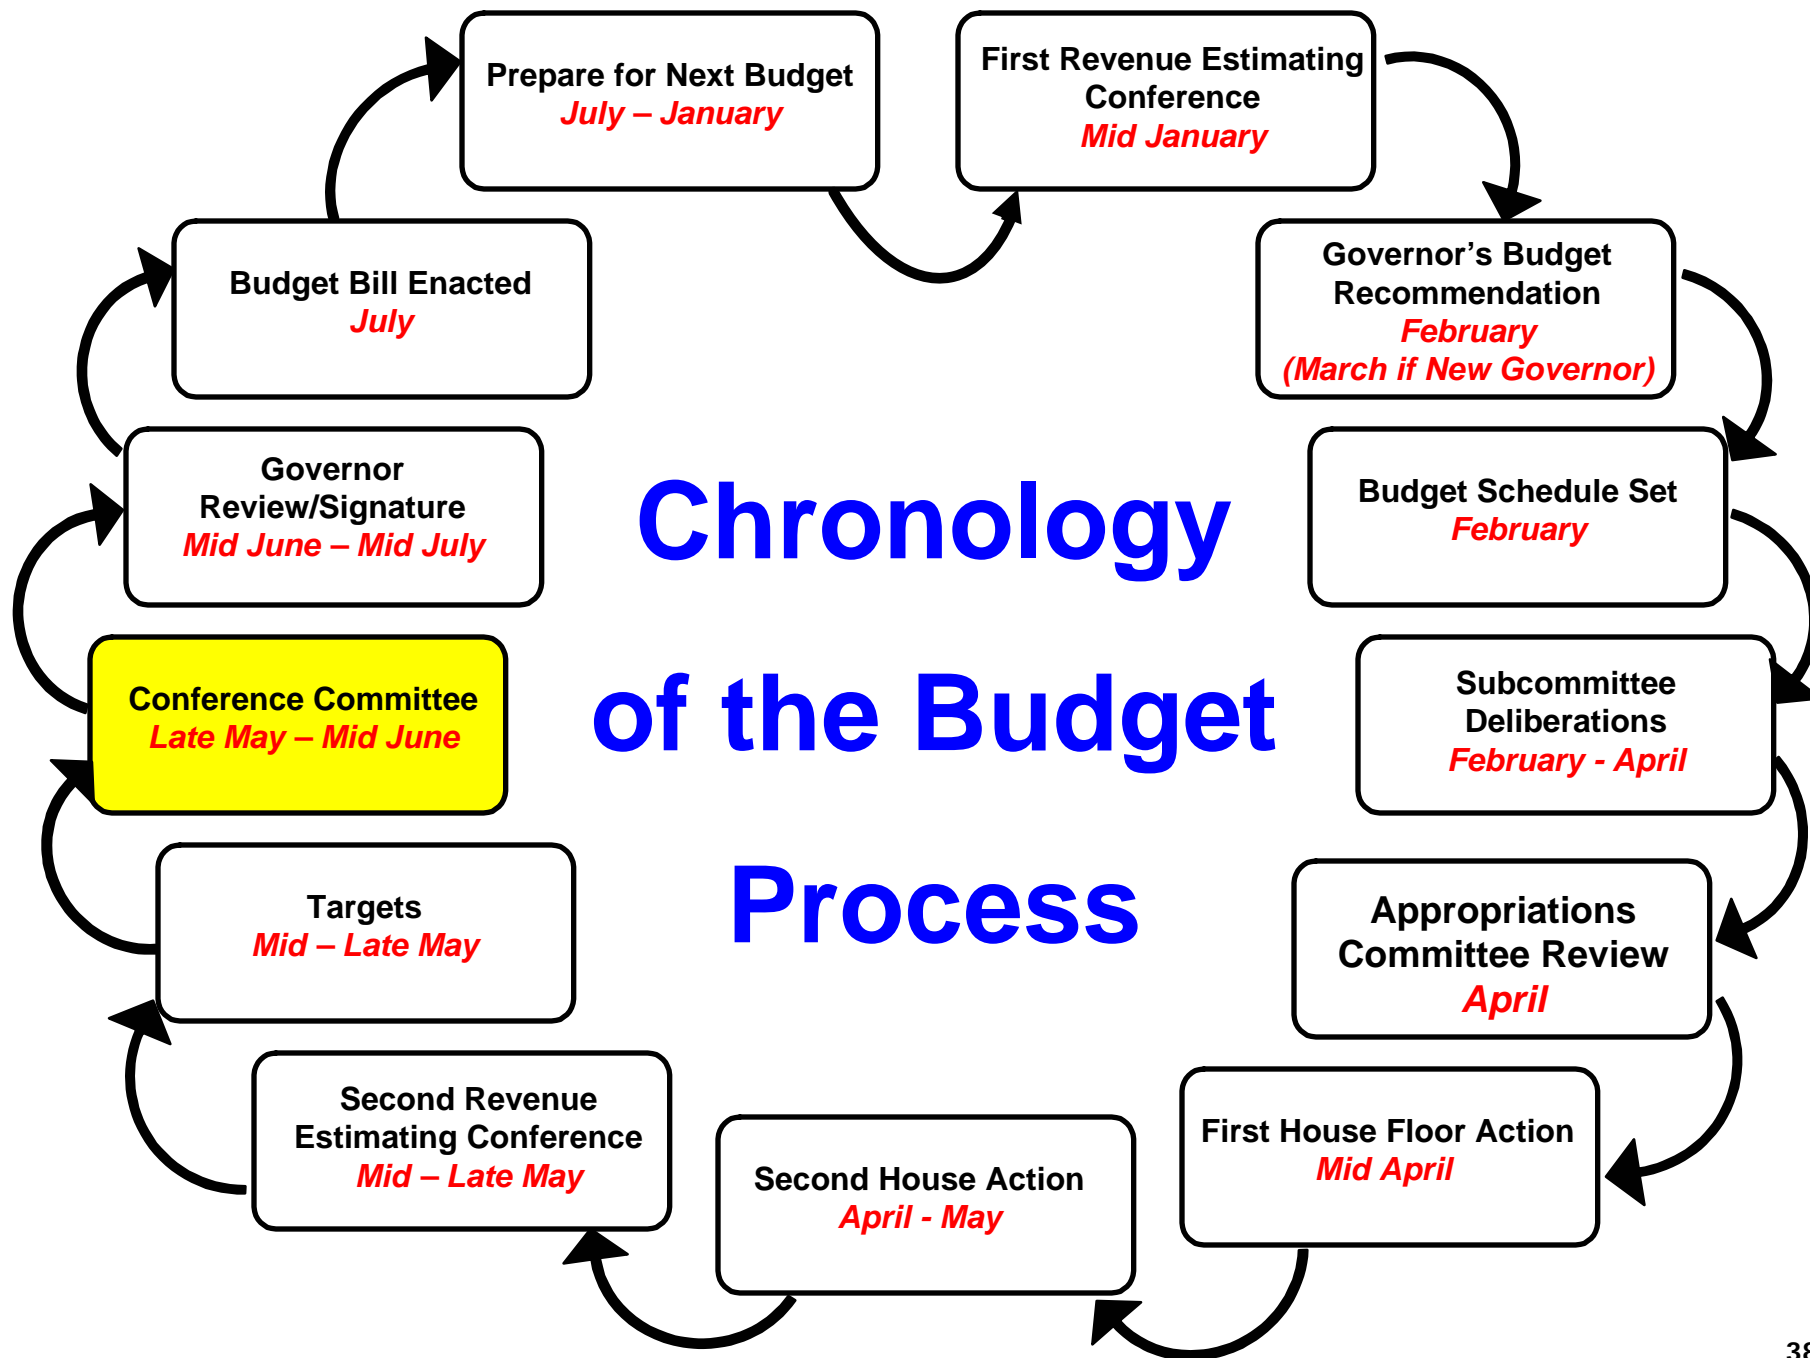 Prepare for Next Budget
July – January
First Revenue Estimating
Conference
Mid January
Governor’s Budget
Recommendation
February
(March if New Governor)
Budget Schedule Set
February
Subcommittee
Deliberations
February - April
Appropriations
Committee Review
April
First House Floor Action
Mid April
Second House Action
April - May
Second Revenue
Estimating Conference
Mid – Late May
Targets
Mid – Late May
Conference Committee
Late May – Mid June
Governor
Review/Signature
Mid June – Mid July
Budget Bill Enacted
July
Chronology
of the Budget
Process
38